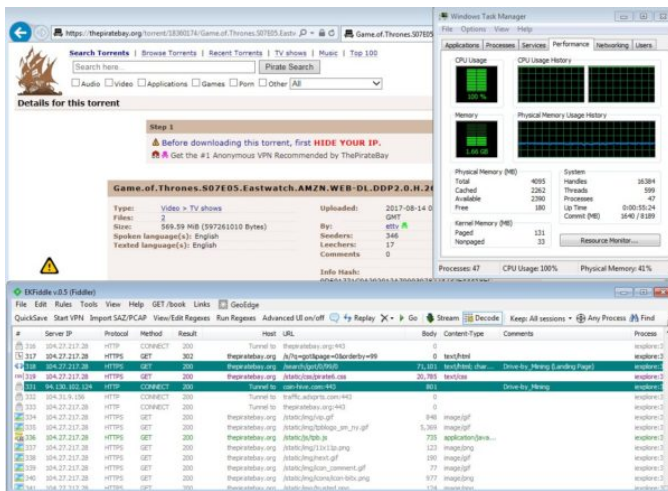 https://thepiratebay.org/torrent/18360174/Game.of.Thrones.S07E05.Eastv
Game.of.Thrones.S07E05
Search Torrents | Browse Torrents | Recent Torrents | TV shows | Music | Top 100
Search here...
Pirate Search
Audio Video Applications Games Porn Other All
Details for this torrent
Step 1
Before downloading this torrent, first HIDE YOUR IP.
Get the #1 Anonymous VPN Recommended by ThePirateBay
Game.of.Thrones.S07E05.Eastwatch.AMZN.WEB-DL.DDP2.0.H.26
Type: Video > TV shows
Files: 2
Size: 569.59 MiB (597261010 Bytes)
Spoken language(s): English
Texted language(s): English
Uploaded: 2017-08-14 0
GMT
By: etty
Seeders: 346
Leechers: 17
Comments 0
Info Hash:
Windows Task Manager
File Options View Help
Applications Processes Services Performance Networking Users
CPU Usage
CPU Usage History
100 %
Memory
Physical Memory Usage History
1.66 GB
Physical Memory (MB)
Total 4095
Cached 2262
Available 2390
Free 180
Kernel Memory (MB)
Paged 131
Nonpaged 33
System
Handles 16384
Threads 599
Processes 47
Up Time 0:00:55:24
Commit (MB) 1640 / 8189
Resource Monitor...
Processes: 47 CPU Usage: 100% Physical Memory: 41%
EKFiddle v.0.5 (Fiddler)
File Edit Rules Tools View Help GET /book Links GeoEdge
QuickSave Start VPN Import SAZ/PCAP View/Edit Regexes Run Regexes Advanced UI on/off Replay Go Stream Decode Keep: All sessions Any Process Find
# Server IP Protocol Method Result Host URL Body Content-Type Comments Process
316 104.27.217.28 HTTP CONNECT 200 Tunnel to thepiratebay.org:443 0 iexplore:3
317 104.27.217.28 HTTPS GET 302 thepiratebay.org /s/?q=got&page=0&orderby=99 0 text/html iexplore:3
318 104.27.217.28 HTTPS GET 200 thepiratebay.org /search/got/0/99/0 71,101 text/html; char... Drive-by_Mining (Landing Page) iexplore:3
319 104.27.217.28 HTTPS GET 200 thepiratebay.org /static/css/pirate6.css 20,785 text/css iexplore:3
331 94.130.102.124 HTTP CONNECT 200 Tunnel to coin-hive.com:443 801 Drive-by_Mining iexplore:3
332 104.31.9.156 HTTP CONNECT 200 Tunnel to traffic.adxprts.com:443 0 iexplore:3
333 104.27.217.28 HTTP CONNECT 200 Tunnel to thepiratebay.org:443 0 iexplore:3
334 104.27.217.28 HTTPS GET 200 thepiratebay.org /static/img/vip.gif 846 image/gif iexplore:3
335 104.27.217.28 HTTPS GET 200 thepiratebay.org /static/img/tpblogo_sm_ny.gif 5,369 image/gif iexplore:3
336 104.27.217.28 HTTPS GET 200 thepiratebay.org /static/js/tpb.js 735 application/java... iexplore:3
337 104.27.217.28 HTTPS GET 200 thepiratebay.org /static/img/11x11p.png 123 image/png iexplore:3
338 104.27.217.28 HTTPS GET 200 thepiratebay.org /static/img/next.gif 190 image/gif iexplore:3
339 104.27.217.28 HTTPS GET 200 thepiratebay.org /static/img/icon_comment.gif 77 image/gif iexplore:3
340 104.27.217.28 HTTPS GET 200 thepiratebay.org /static/img/icons/icon-bitx.png 977 image/png iexplore:3